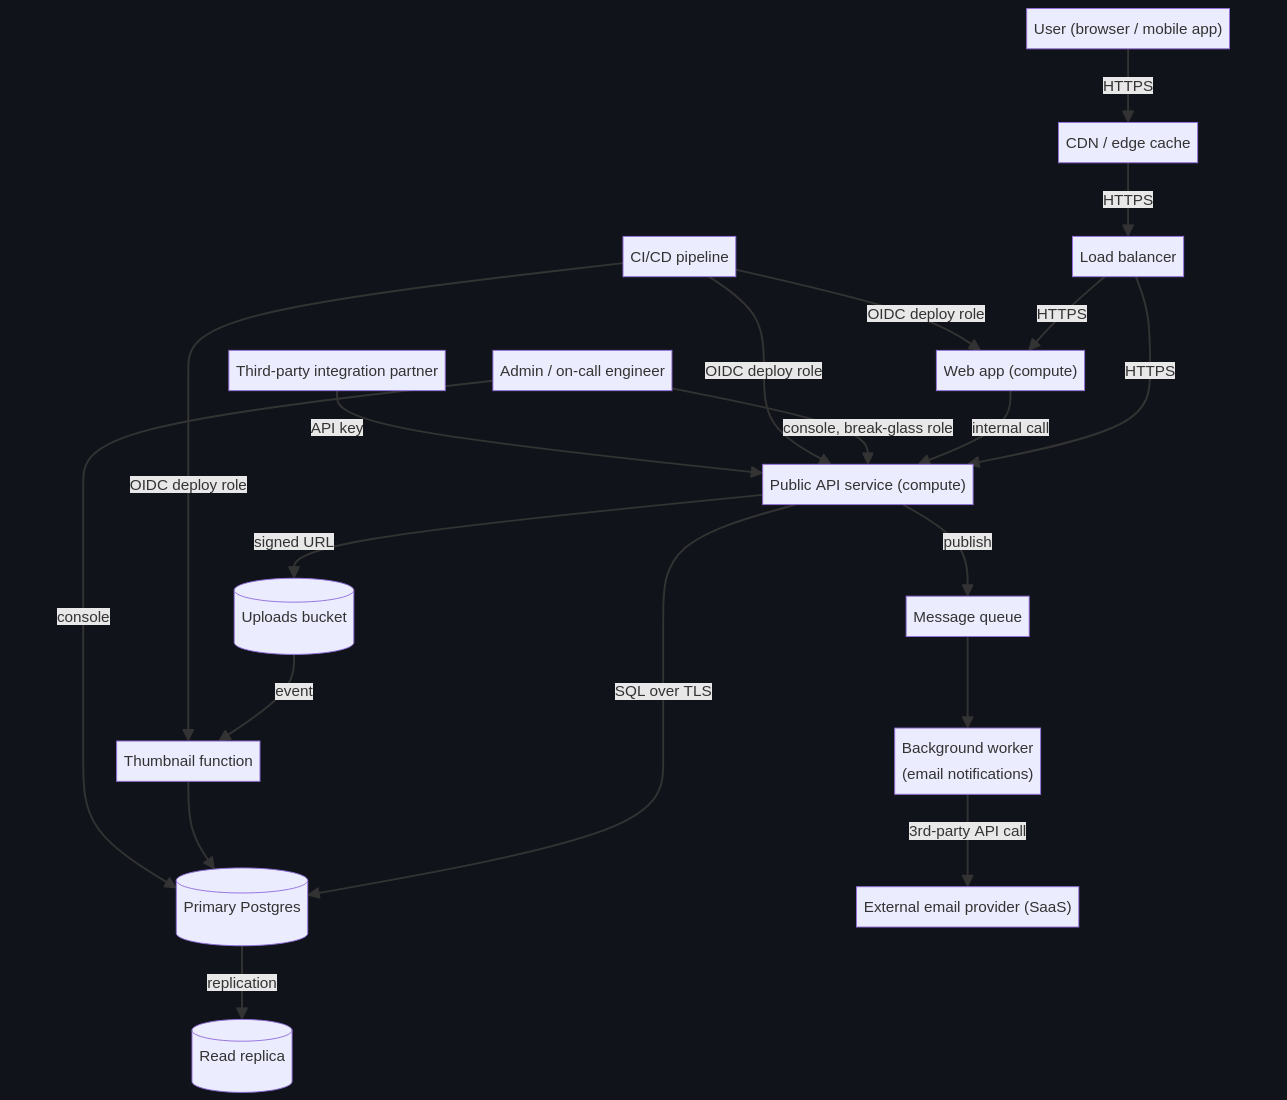 User (browser / mobile app)
HTTPS
CDN / edge cache
HTTPS
CI/CD pipeline
Load balancer
OIDC deploy role
HTTPS
Third-party integration partner
Admin / on-call engineer
OIDC deploy role
Web app (compute)
HTTPS
API key
console, break-glass role
internal call
OIDC deploy role
Public API service (compute)
signed URL
publish
console
Uploads bucket
Message queue
event
SQL over TLS
Thumbnail function
Background worker
(email notifications)
3rd-party API call
Primary Postgres
External email provider (SaaS)
replication
Read replica